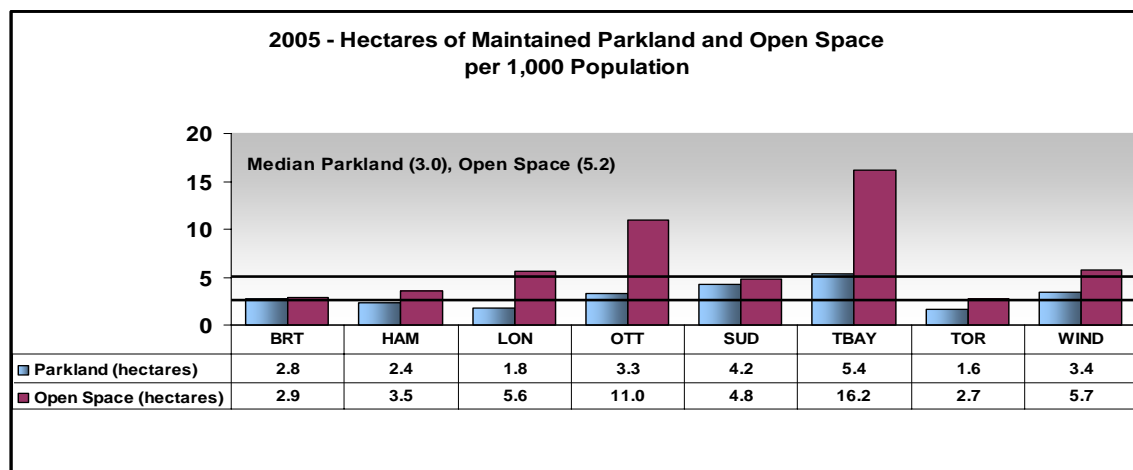 2005 - Hectares of Maintained Parkland and Open Space
per 1,000 Population
20
Median Parkland (3.0), Open Space (5.2)
15
10
5
0
BRT HAM LON OTT SUD TBAY TOR WIND
Parkland (hectares) 2.8 2.4 1.8 3.3 4.2 5.4 1.6 3.4
Open Space (hectares) 2.9 3.5 5.6 11.0 4.8 16.2 2.7 5.7